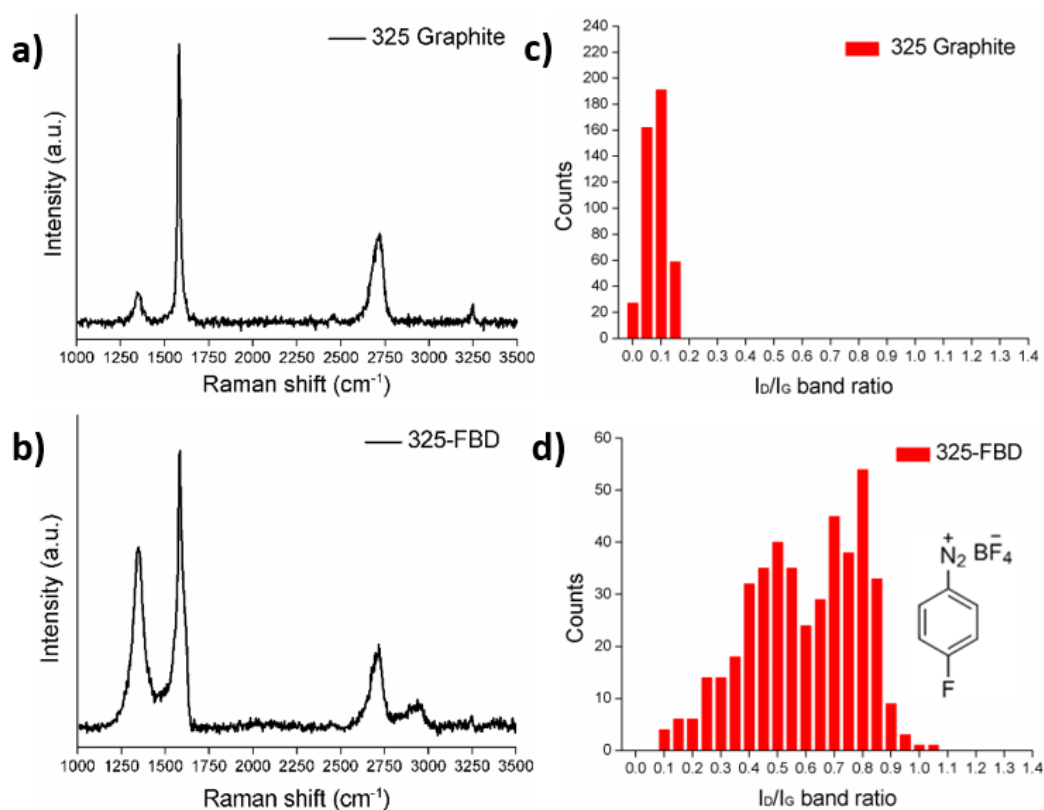 a)
325 Graphite
Intensity (a.u.)
1000 1250 1500 1750 2000 2250 2500 2750 3000 3250 3500
Raman shift (cm⁻¹)
c)
325 Graphite
Counts
240
220
200
180
160
140
120
100
80
60
40
20
0
0.0 0.1 0.2 0.3 0.4 0.5 0.6 0.7 0.8 0.9 1.0 1.1 1.2 1.3 1.4
I_D/I_G band ratio
b)
325-FBD
Intensity (a.u.)
1000 1250 1500 1750 2000 2250 2500 2750 3000 3250 3500
Raman shift (cm⁻¹)
d)
325-FBD
Counts
60
50
40
30
20
10
0
N₂⁺ BF₄⁻
F
0.0 0.1 0.2 0.3 0.4 0.5 0.6 0.7 0.8 0.9 1.0 1.1 1.2 1.3 1.4
I_D/I_G band ratio